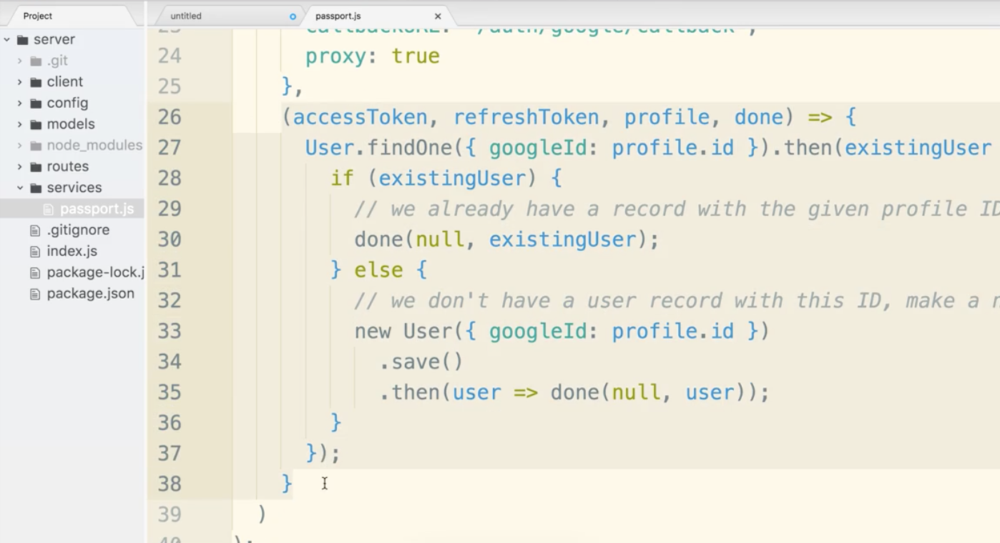 Project
untitled
passport.js
server
.git
client
config
models
node_modules
routes
services
passport.js
.gitignore
index.js
package-lock.j
package.json
24 proxy: true
25 },
26 (accessToken, refreshToken, profile, done) => {
27 User.findOne({ googleId: profile.id }).then(existingUser
28 if (existingUser) {
29 // we already have a record with the given profile ID
30 done(null, existingUser);
31 } else {
32 // we don't have a user record with this ID, make a n
33 new User({ googleId: profile.id })
34 .save()
35 .then(user => done(null, user));
36 }
37 });
38 }
39 )